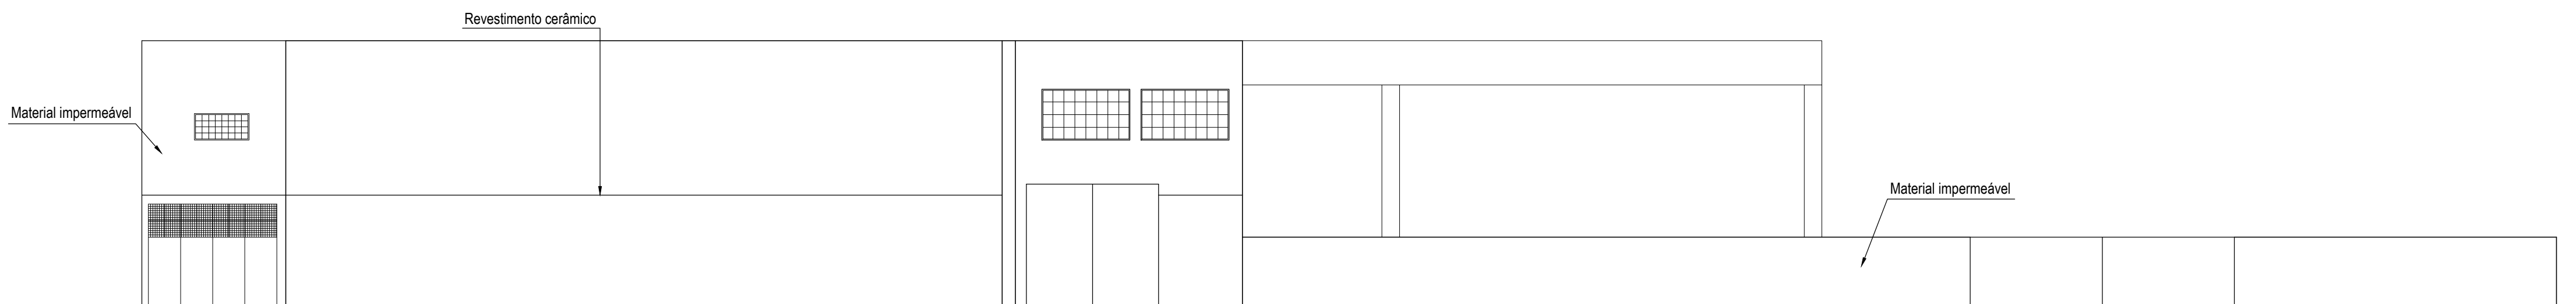 Revestimento cerâmico
Material impermeável
Material impermeável